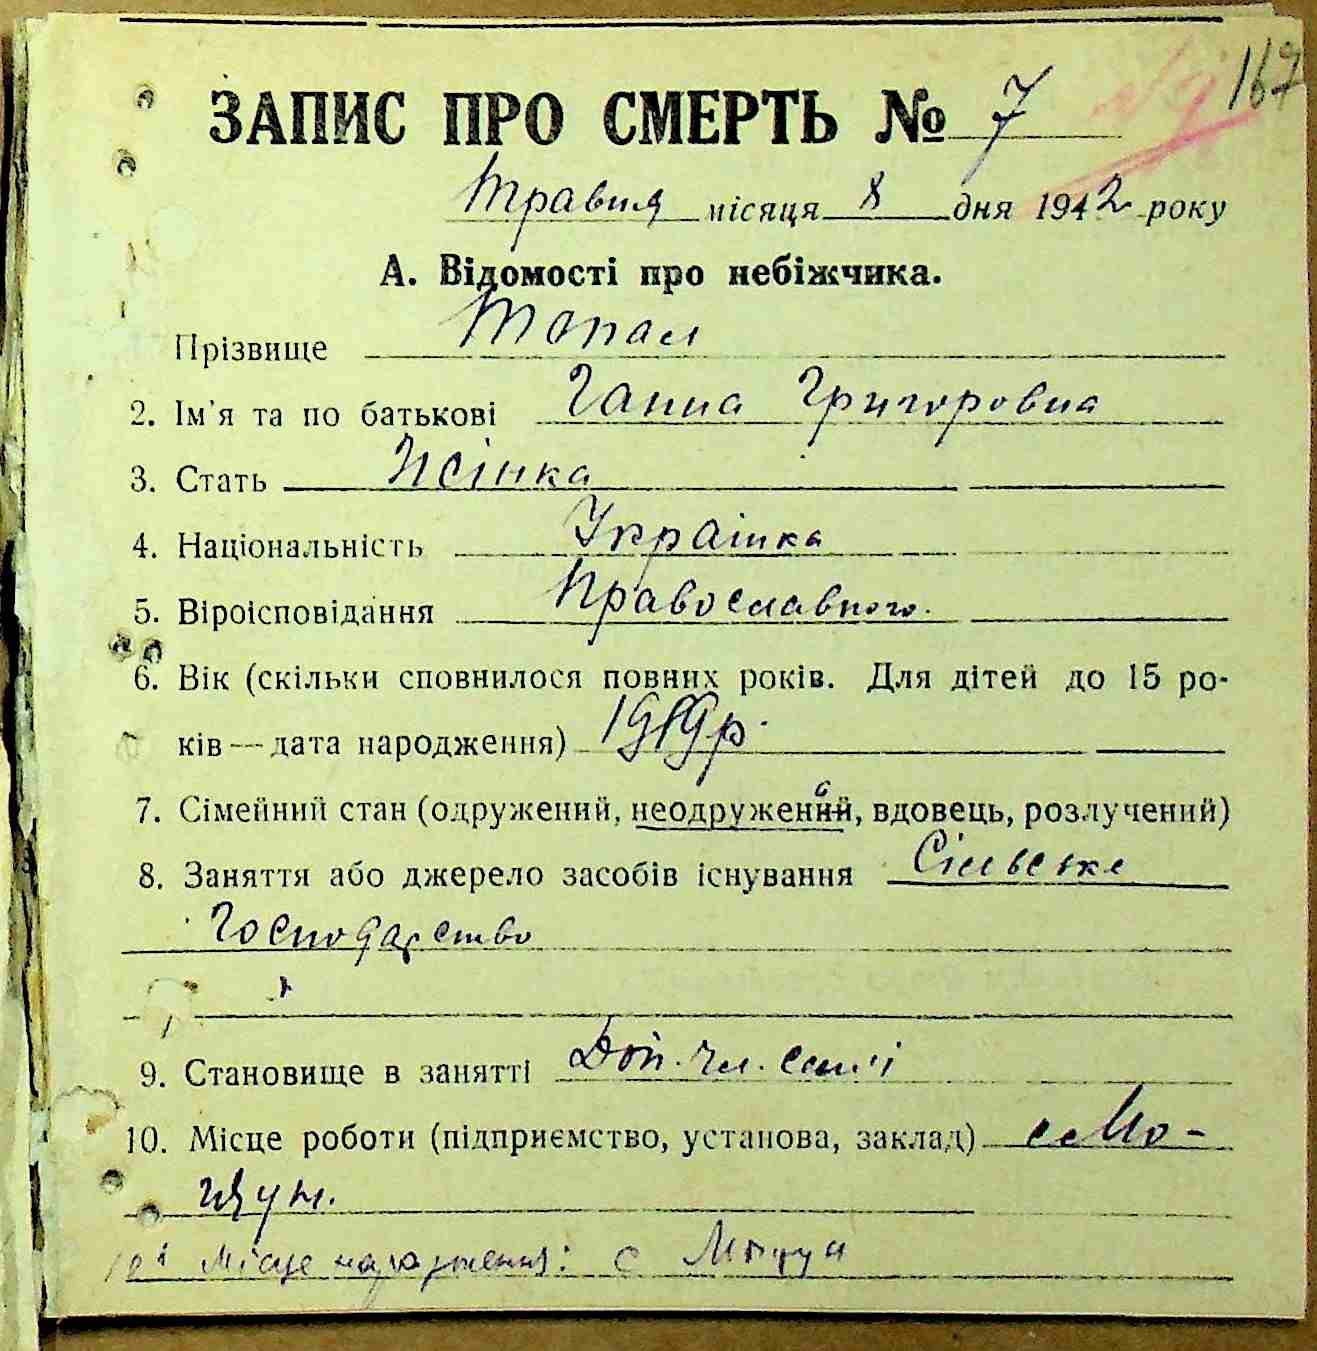 167
ЗАПИС ПРО СМЕРТЬ № 7
Травня місяця 8 дня 1942 року
А. Відомості про небіжчика.
Прізвище Топал
2. Ім'я та по батькові Ганна Григоровна
3. Стать Жінка
4. Національність Українка
5. Віроісповідання Православного.
6. Вік (скільки сповнилося повних років. Для дітей до 15 ро-
ків — дата народження) 1919р.
7. Сімейний стан (одружений, неодружений, вдовець, розлучений)
8. Заняття або джерело засобів існування Сільське
Господарство
9. Становище в занятті Доп. чл. сем'ї
10. Місце роботи (підприємство, установа, заклад) с. Мо-
щун.
10а Місце народження: с Мощун